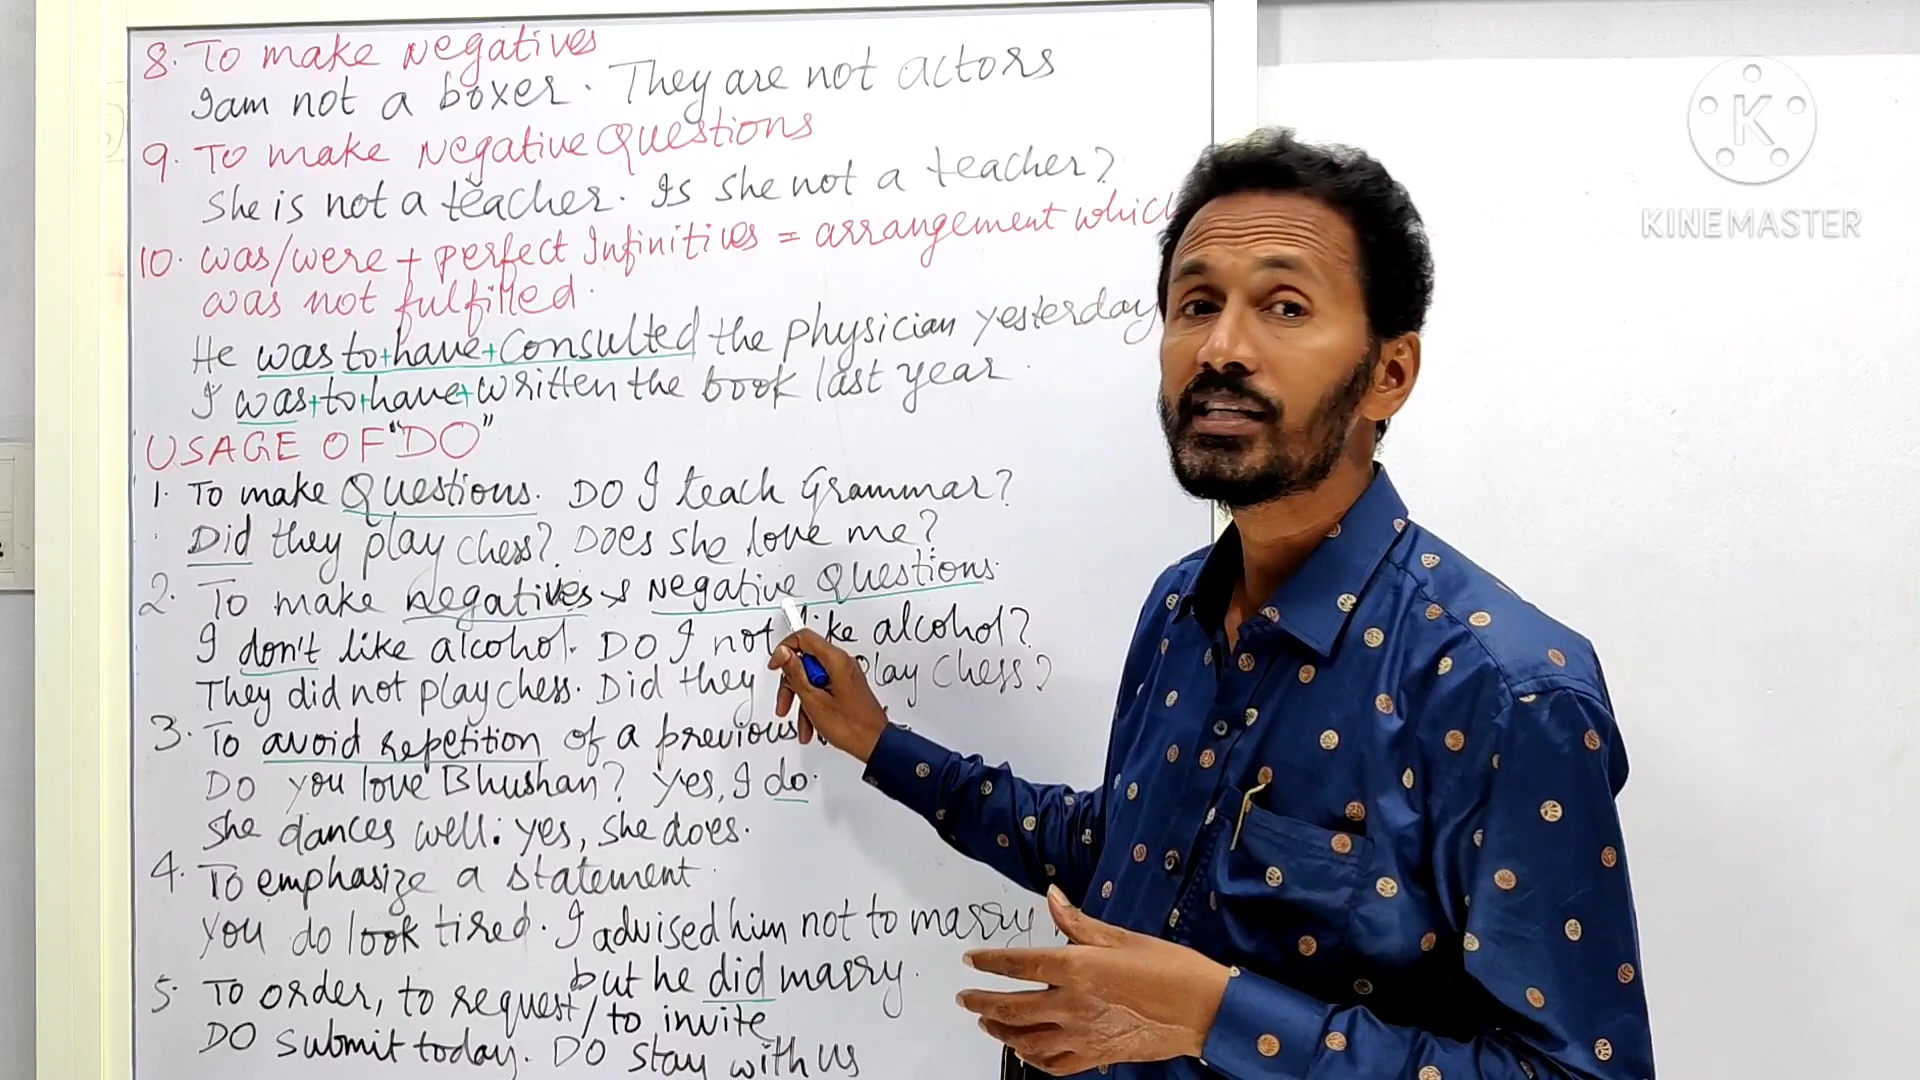 8. To make Negatives
I am not a boxer. They are not actors
9. To make Negative Questions
She is not a teacher. Is she not a teacher?
10. was/were + perfect Infinitives = arrangement which
was not fulfilled.
He was to+have+consulted the physician yesterday
I was+to+have+written the book last year.
USAGE OF "DO"
1. To make Questions. DO I teach Grammar?
Did they play chess? Does she love me?
2. To make negatives & Negative Questions.
I don't like alcohol. DO I not like alcohol?
They did not play chess. Did they play chess?
3. To avoid repetition of a previous
Do you love Bhushan? Yes, I do.
She dances well: yes, she does.
4. To emphasize a statement.
You do look tired. I advised him not to marry
but he did marry.
5. To order, to request/to invite
DO submit today. DO stay with us
K
KINEMASTER